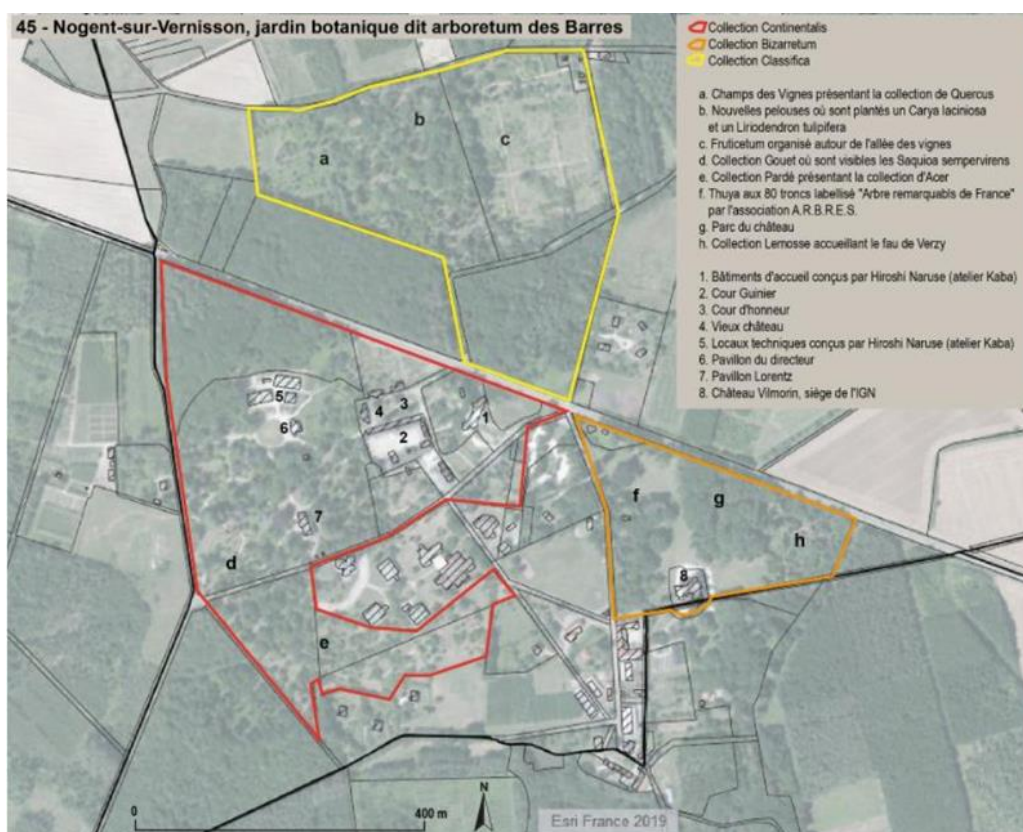 45 - Nogent-sur-Vernisson, jardin botanique dit arboretum des Barres
Collection Continentalis
Collection Bizarretum
Collection Classifica
a. Champs des Vignes présentant la collection de Quercus
b. Nouvelles pelouses où sont plantés un Carya laciniosa
et un Liriodendron tulipifera
c. Fruticetum organisé autour de l'allée des vignes
d. Collection Gouet où sont visibles les Saquioa sempervirens
e. Collection Pardé présentant la collection d'Acer
f. Thuya aux 80 troncs labellisé "Arbre remarquabls de France"
par l'association A.R.B.R.E.S.
g. Parc du château
h. Collection Lemosse accueillant le fau de Verzy
1. Bâtiments d'accueil conçus par Hiroshi Naruse (atelier Kaba)
2. Cour Guinier
3. Cour d'honneur
4. Vieux château
5. Locaux techniques conçus par Hiroshi Naruse (atelier Kaba)
6. Pavillon du directeur
7. Pavillon Lorentz
8. Château Vilmorin, siège de l'IGN
b
a
c
5
6
4
3
2
1
7
d
e
f
g
h
8
0
400 m
N
Esri France 2019